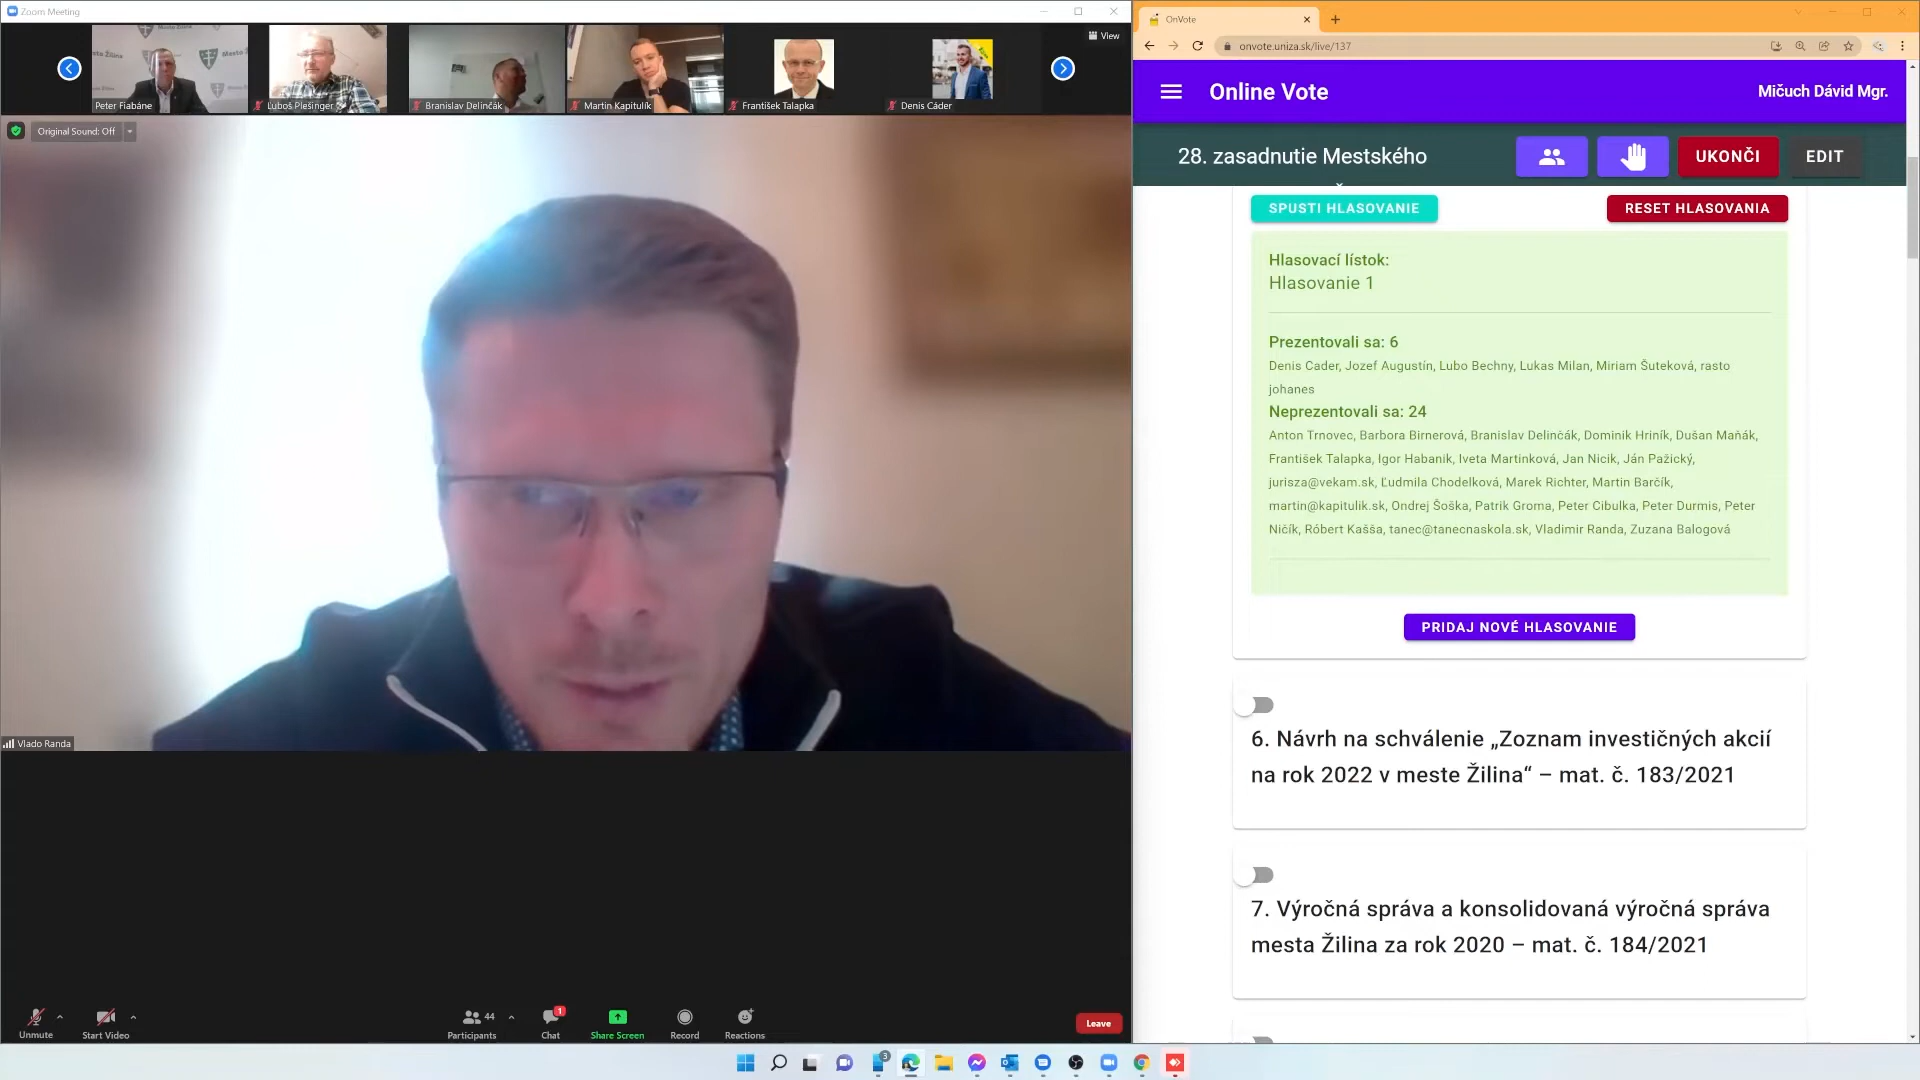 Zoom Meeting
View
Peter Fiabáne
Ľuboš Plešinger
Branislav Delinčák
Martin Kapitulík
František Talapka
Denis Cáder
Original Sound: Off
Vlado Randa
Unmute
Start Video
44
Participants
1
Chat
Share Screen
Record
Reactions
Leave
OnVote
onvote.uniza.sk/live/137
Online Vote
Mičuch Dávid Mgr.
28. zasadnutie Mestského
UKONČI
EDIT
SPUSTI HLASOVANIE
RESET HLASOVANIA
Hlasovací lístok:
Hlasovanie 1
Prezentovali sa: 6
Denis Cader, Jozef Augustín, Lubo Bechny, Lukas Milan, Miriam Šuteková, rasto
johanes
Neprezentovali sa: 24
Anton Trnovec, Barbora Birnerová, Branislav Delinčák, Dominik Hriník, Dušan Maňák,
František Talapka, Igor Habanik, Iveta Martinková, Jan Nicik, Ján Pažický,
jurisza@vekam.sk, Ľudmila Chodelková, Marek Richter, Martin Barčík,
martin@kapitulik.sk, Ondrej Šoška, Patrik Groma, Peter Cibulka, Peter Durmis, Peter
Ničík, Róbert Kašša, tanec@tanecnaskola.sk, Vladimir Randa, Zuzana Balogová
PRIDAJ NOVÉ HLASOVANIE
6. Návrh na schválenie „Zoznam investičných akcií
na rok 2022 v meste Žilina“ – mat. č. 183/2021
7. Výročná správa a konsolidovaná výročná správa
mesta Žilina za rok 2020 – mat. č. 184/2021
3